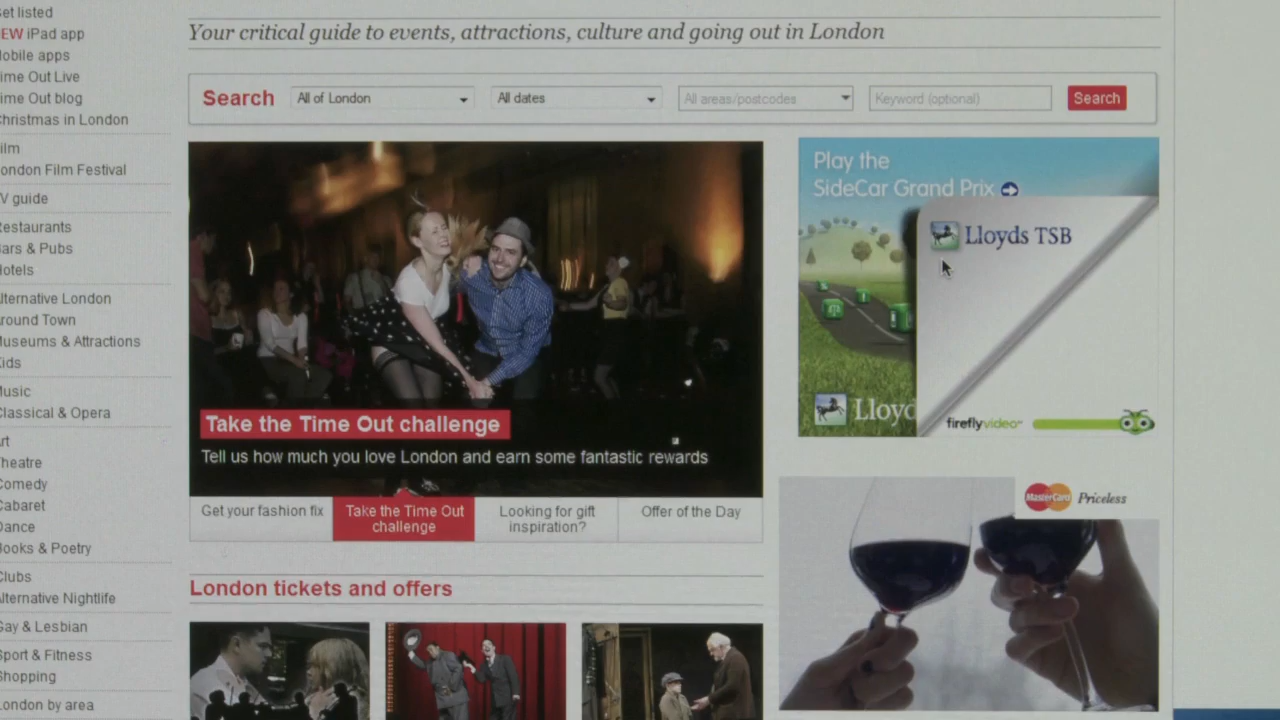 et listed
EW iPad app
obile apps
ime Out Live
ime Out blog
hristmas in London
ilm
ondon Film Festival
V guide
estaurants
ars & Pubs
otels
lternative London
round Town
useums & Attractions
ids
usic
lassical & Opera
rt
heatre
omedy
abaret
ance
ooks & Poetry
lubs
lternative Nightlife
ay & Lesbian
port & Fitness
hopping
ondon by area
Your critical guide to events, attractions, culture and going out in London
Search All of London All dates All areas/postcodes Keyword (optional) Search
Take the Time Out challenge
Tell us how much you love London and earn some fantastic rewards
Get your fashion fix
Take the Time Out
challenge
Looking for gift
inspiration?
Offer of the Day
London tickets and offers
Play the
SideCar Grand Prix
Lloyds TSB
Lloyd
fireflyvideo
MasterCard Priceless